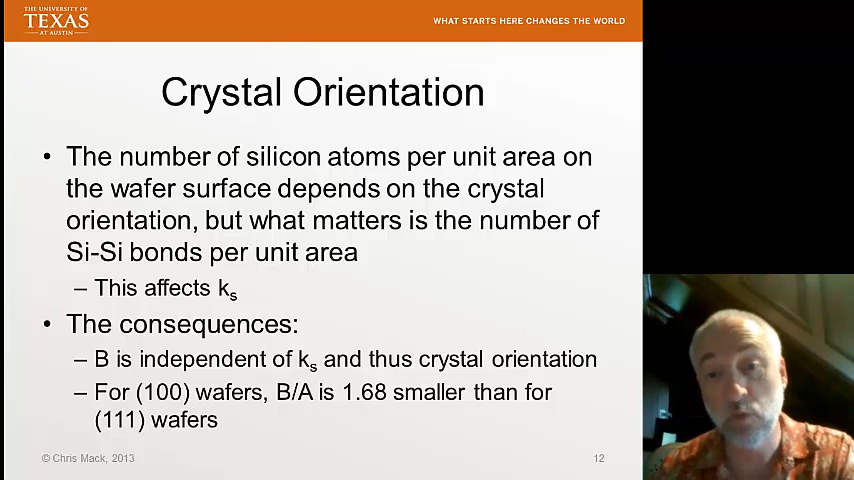 THE UNIVERSITY OF
TEXAS
AT AUSTIN
WHAT STARTS HERE CHANGES THE WORLD
Crystal Orientation
• The number of silicon atoms per unit area on
the wafer surface depends on the crystal
orientation, but what matters is the number of
Si-Si bonds per unit area
– This affects kₛ
• The consequences:
– B is independent of kₛ and thus crystal orientation
– For (100) wafers, B/A is 1.68 smaller than for
(111) wafers
© Chris Mack, 2013
12